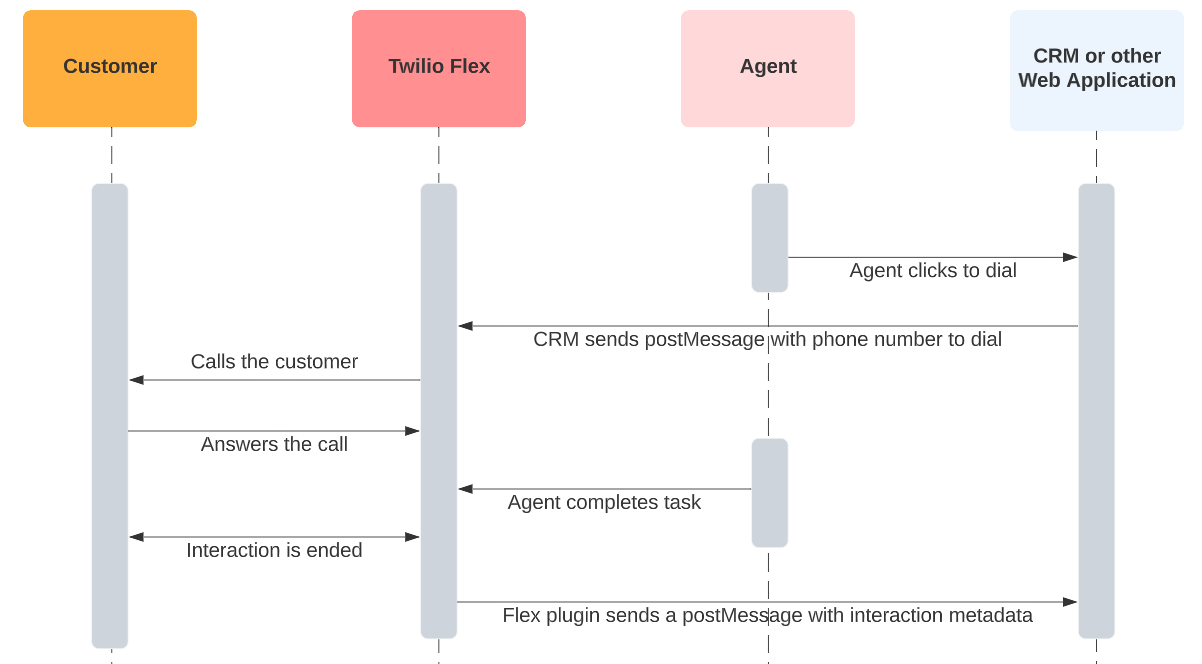 Customer
Twilio Flex
Agent
CRM or other
Web Application
Agent clicks to dial
CRM sends postMessage with phone number to dial
Calls the customer
Answers the call
Agent completes task
Interaction is ended
Flex plugin sends a postMessage with interaction metadata